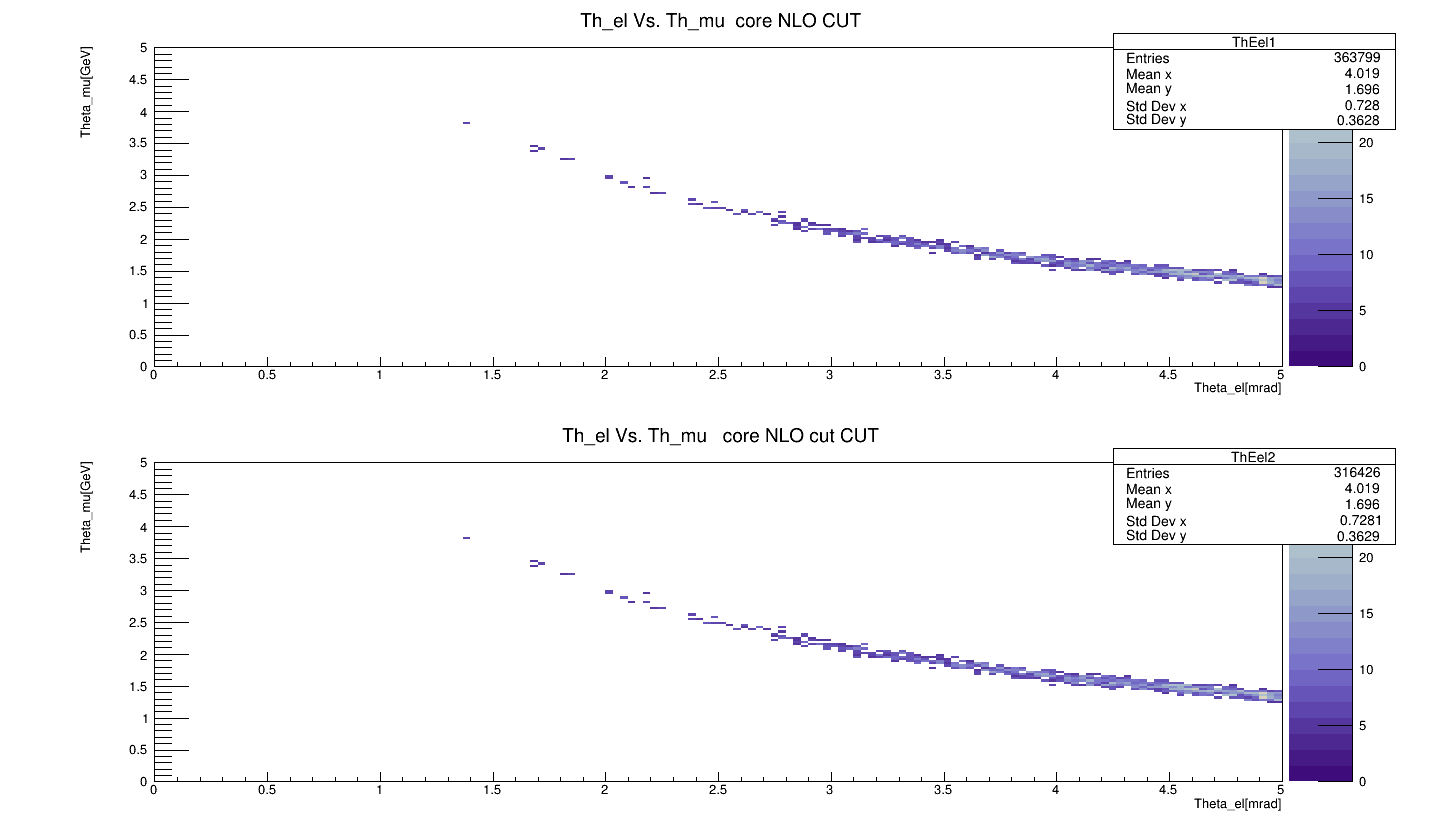 Th_el Vs. Th_mu  core NLO CUT
ThEel1
Entries 363799
Mean x 4.019
Mean y 1.696
Std Dev x 0.728
Std Dev y 0.3628
Theta_mu[GeV]
5
4.5
4
3.5
3
2.5
2
1.5
1
0.5
0
20
15
10
5
0
0 0.5 1 1.5 2 2.5 3 3.5 4 4.5 5
Theta_el[mrad]
Th_el Vs. Th_mu   core NLO cut CUT
ThEel2
Entries 316426
Mean x 4.019
Mean y 1.696
Std Dev x 0.7281
Std Dev y 0.3629
Theta_mu[GeV]
5
4.5
4
3.5
3
2.5
2
1.5
1
0.5
0
20
15
10
5
0
0 0.5 1 1.5 2 2.5 3 3.5 4 4.5 5
Theta_el[mrad]